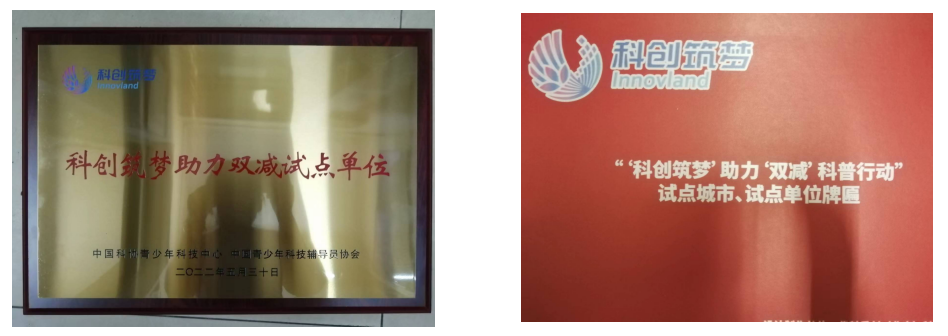 科创筑梦
Innovland
科创筑梦助力双减试点单位
中国科协青少年科技中心 中国青少年科技辅导员协会
二〇二二年三月三十日
科创筑梦
Innovland
“‘科创筑梦’助力‘双减’科普行动”
试点城市、试点单位牌匾